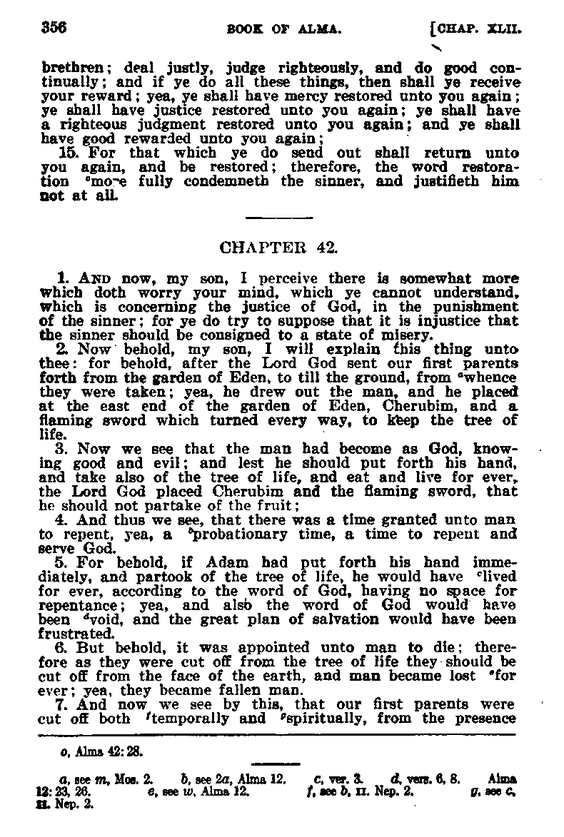 356 BOOK OF ALMA. [CHAP. XLII.
brethren; deal justly, judge righteously, and do good con-
tinually; and if ye do all these things, then shall ye receive
your reward; yea, ye shall have mercy restored unto you again;
ye shall have justice restored unto you again; ye shall have
a righteous judgment restored unto you again; and ye shall
have good rewarded unto you again;
15. For that which ye do send out shall return unto
you again, and be restored; therefore, the word restora-
tion ᵒmore fully condemneth the sinner, and justifieth him
not at all.
CHAPTER 42.
1. AND now, my son, I perceive there is somewhat more
which doth worry your mind, which ye cannot understand,
which is concerning the justice of God, in the punishment
of the sinner; for ye do try to suppose that it is injustice that
the sinner should be consigned to a state of misery.
2. Now behold, my son, I will explain this thing unto
thee: for behold, after the Lord God sent our first parents
forth from the garden of Eden, to till the ground, from ᵃwhence
they were taken; yea, he drew out the man, and he placed
at the east end of the garden of Eden, Cherubim, and a
flaming sword which turned every way, to keep the tree of
life.
3. Now we see that the man had become as God, know-
ing good and evil; and lest he should put forth his hand,
and take also of the tree of life, and eat and live for ever,
the Lord God placed Cherubim and the flaming sword, that
he should not partake of the fruit;
4. And thus we see, that there was a time granted unto man
to repent, yea, a ᵇprobationary time, a time to repent and
serve God.
5. For behold, if Adam had put forth his hand imme-
diately, and partook of the tree of life, he would have ᶜlived
for ever, according to the word of God, having no space for
repentance; yea, and also the word of God would have
been ᵈvoid, and the great plan of salvation would have been
frustrated.
6. But behold, it was appointed unto man to die; there-
fore as they were cut off from the tree of life they should be
cut off from the face of the earth, and man became lost ᵉfor
ever; yea, they became fallen man.
7. And now we see by this, that our first parents were
cut off both ᶠtemporally and ᵍspiritually, from the presence
o, Alma 42: 28.
a, see m, Mos. 2. b, see 2a, Alma 12. c, ver. 3. d, vers. 6, 8. Alma
12: 23, 26. e, see w, Alma 12. f, see b, II. Nep. 2. g, see c,
II. Nep. 2.